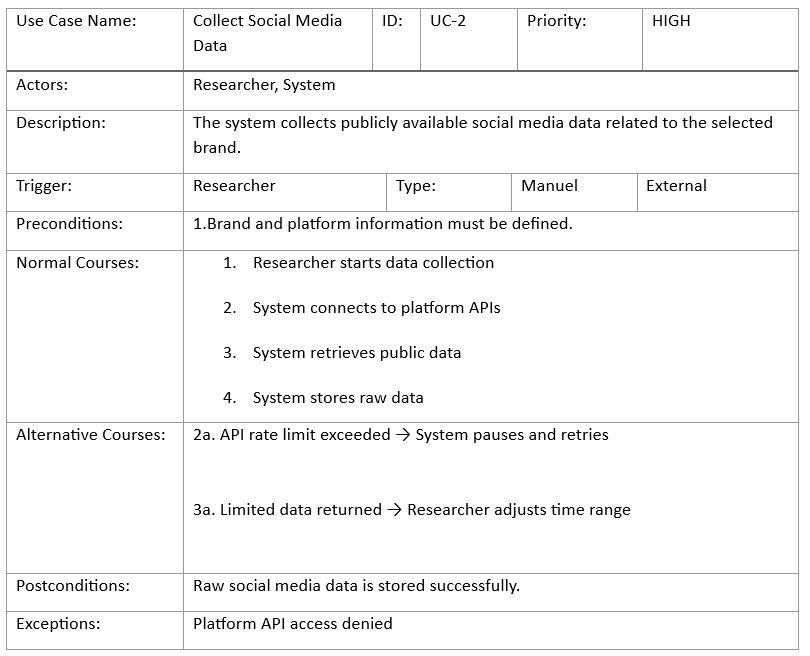 Use Case Name: Collect Social Media Data ID: UC-2 Priority: HIGH
Actors: Researcher, System
Description: The system collects publicly available social media data related to the selected
brand.
Trigger: Researcher Type: Manuel External
Preconditions: 1.Brand and platform information must be defined.
Normal Courses: 1. Researcher starts data collection
2. System connects to platform APIs
3. System retrieves public data
4. System stores raw data
Alternative Courses: 2a. API rate limit exceeded → System pauses and retries
3a. Limited data returned → Researcher adjusts time range
Postconditions: Raw social media data is stored successfully.
Exceptions: Platform API access denied